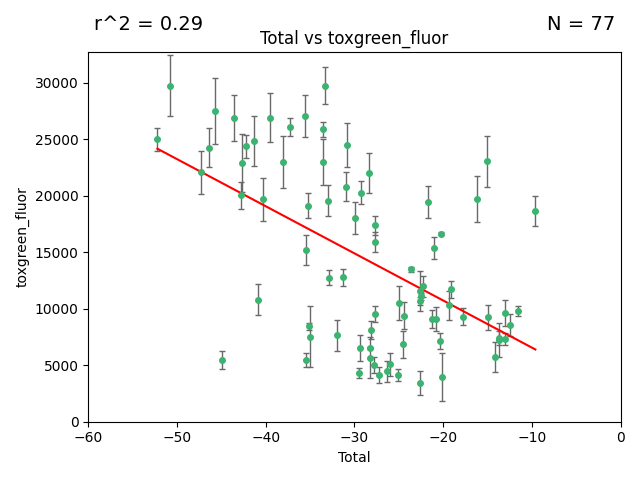 r^2 = 0.29
N = 77
Total vs toxgreen_fluor
30000
25000
20000
15000
10000
5000
0
toxgreen_fluor
−60
−50
−40
−30
−20
−10
0
Total